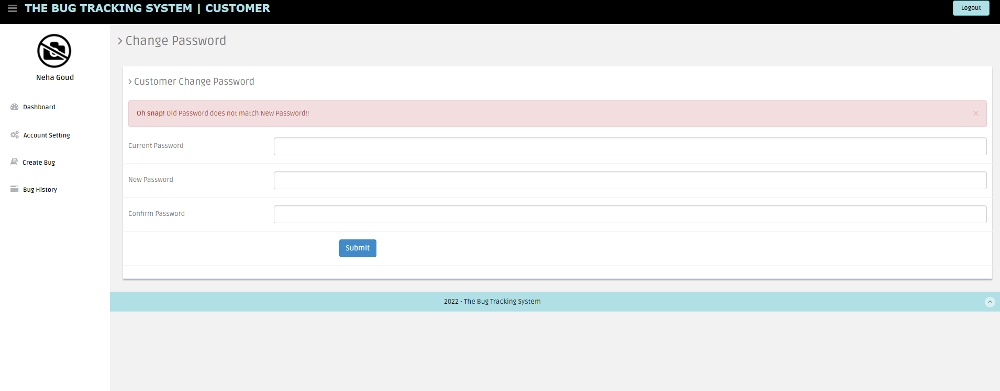 THE BUG TRACKING SYSTEM | CUSTOMER
Logout
Neha Goud
Dashboard
Account Setting
Create Bug
Bug History
Change Password
Customer Change Password
Oh snap! Old Password does not match New Password!!
×
Current Password
New Password
Confirm Password
Submit
2022 - The Bug Tracking System